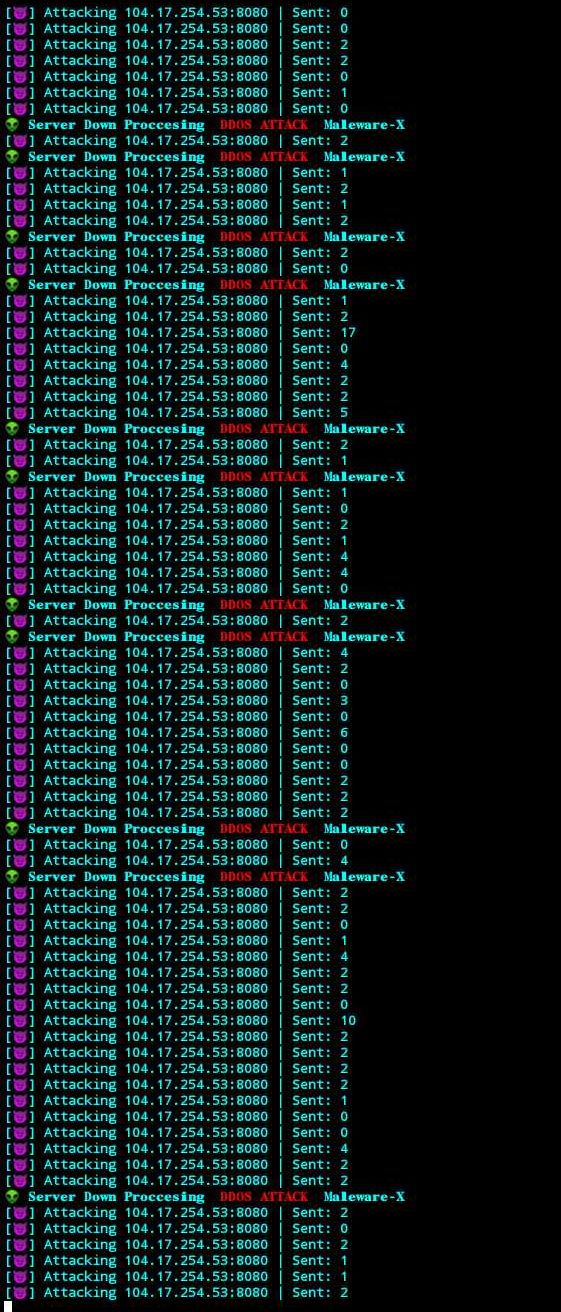 [😈] Attacking 104.17.254.53:8080 | Sent: 0
[😈] Attacking 104.17.254.53:8080 | Sent: 0
[😈] Attacking 104.17.254.53:8080 | Sent: 2
[😈] Attacking 104.17.254.53:8080 | Sent: 2
[😈] Attacking 104.17.254.53:8080 | Sent: 0
[😈] Attacking 104.17.254.53:8080 | Sent: 1
[😈] Attacking 104.17.254.53:8080 | Sent: 0
👽 Server Down Proccesing DDOS ATTACK Maleware-X
[😈] Attacking 104.17.254.53:8080 | Sent: 2
👽 Server Down Proccesing DDOS ATTACK Maleware-X
[😈] Attacking 104.17.254.53:8080 | Sent: 1
[😈] Attacking 104.17.254.53:8080 | Sent: 2
[😈] Attacking 104.17.254.53:8080 | Sent: 1
[😈] Attacking 104.17.254.53:8080 | Sent: 2
👽 Server Down Proccesing DDOS ATTACK Maleware-X
[😈] Attacking 104.17.254.53:8080 | Sent: 2
[😈] Attacking 104.17.254.53:8080 | Sent: 0
👽 Server Down Proccesing DDOS ATTACK Maleware-X
[😈] Attacking 104.17.254.53:8080 | Sent: 1
[😈] Attacking 104.17.254.53:8080 | Sent: 2
[😈] Attacking 104.17.254.53:8080 | Sent: 17
[😈] Attacking 104.17.254.53:8080 | Sent: 0
[😈] Attacking 104.17.254.53:8080 | Sent: 4
[😈] Attacking 104.17.254.53:8080 | Sent: 2
[😈] Attacking 104.17.254.53:8080 | Sent: 2
[😈] Attacking 104.17.254.53:8080 | Sent: 5
👽 Server Down Proccesing DDOS ATTACK Maleware-X
[😈] Attacking 104.17.254.53:8080 | Sent: 2
[😈] Attacking 104.17.254.53:8080 | Sent: 1
👽 Server Down Proccesing DDOS ATTACK Maleware-X
[😈] Attacking 104.17.254.53:8080 | Sent: 1
[😈] Attacking 104.17.254.53:8080 | Sent: 0
[😈] Attacking 104.17.254.53:8080 | Sent: 2
[😈] Attacking 104.17.254.53:8080 | Sent: 1
[😈] Attacking 104.17.254.53:8080 | Sent: 4
[😈] Attacking 104.17.254.53:8080 | Sent: 4
[😈] Attacking 104.17.254.53:8080 | Sent: 0
👽 Server Down Proccesing DDOS ATTACK Maleware-X
[😈] Attacking 104.17.254.53:8080 | Sent: 2
👽 Server Down Proccesing DDOS ATTACK Maleware-X
[😈] Attacking 104.17.254.53:8080 | Sent: 4
[😈] Attacking 104.17.254.53:8080 | Sent: 2
[😈] Attacking 104.17.254.53:8080 | Sent: 0
[😈] Attacking 104.17.254.53:8080 | Sent: 3
[😈] Attacking 104.17.254.53:8080 | Sent: 0
[😈] Attacking 104.17.254.53:8080 | Sent: 6
[😈] Attacking 104.17.254.53:8080 | Sent: 0
[😈] Attacking 104.17.254.53:8080 | Sent: 0
[😈] Attacking 104.17.254.53:8080 | Sent: 2
[😈] Attacking 104.17.254.53:8080 | Sent: 2
[😈] Attacking 104.17.254.53:8080 | Sent: 2
👽 Server Down Proccesing DDOS ATTACK Maleware-X
[😈] Attacking 104.17.254.53:8080 | Sent: 0
[😈] Attacking 104.17.254.53:8080 | Sent: 4
👽 Server Down Proccesing DDOS ATTACK Maleware-X
[😈] Attacking 104.17.254.53:8080 | Sent: 2
[😈] Attacking 104.17.254.53:8080 | Sent: 2
[😈] Attacking 104.17.254.53:8080 | Sent: 0
[😈] Attacking 104.17.254.53:8080 | Sent: 1
[😈] Attacking 104.17.254.53:8080 | Sent: 4
[😈] Attacking 104.17.254.53:8080 | Sent: 2
[😈] Attacking 104.17.254.53:8080 | Sent: 2
[😈] Attacking 104.17.254.53:8080 | Sent: 0
[😈] Attacking 104.17.254.53:8080 | Sent: 10
[😈] Attacking 104.17.254.53:8080 | Sent: 2
[😈] Attacking 104.17.254.53:8080 | Sent: 2
[😈] Attacking 104.17.254.53:8080 | Sent: 2
[😈] Attacking 104.17.254.53:8080 | Sent: 2
[😈] Attacking 104.17.254.53:8080 | Sent: 1
[😈] Attacking 104.17.254.53:8080 | Sent: 0
[😈] Attacking 104.17.254.53:8080 | Sent: 0
[😈] Attacking 104.17.254.53:8080 | Sent: 4
[😈] Attacking 104.17.254.53:8080 | Sent: 2
[😈] Attacking 104.17.254.53:8080 | Sent: 2
👽 Server Down Proccesing DDOS ATTACK Maleware-X
[😈] Attacking 104.17.254.53:8080 | Sent: 2
[😈] Attacking 104.17.254.53:8080 | Sent: 0
[😈] Attacking 104.17.254.53:8080 | Sent: 2
[😈] Attacking 104.17.254.53:8080 | Sent: 1
[😈] Attacking 104.17.254.53:8080 | Sent: 1
[😈] Attacking 104.17.254.53:8080 | Sent: 2